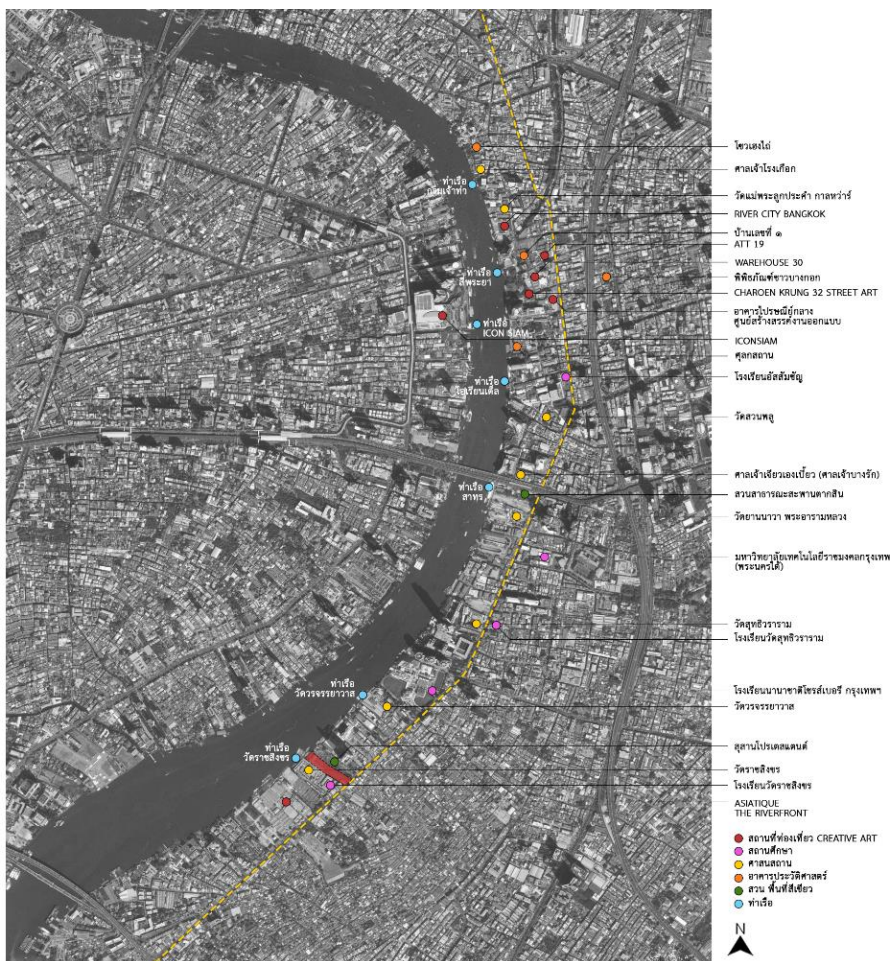 โซวเฮงไถ่
ศาลเจ้าโรงเกือก
ท่าเรือ
กรมเจ้าท่า
วัดแม่พระลูกประคำ กาลหว่าร์
RIVER CITY BANGKOK
บ้านเลขที่ ๑
ATT 19
WAREHOUSE 30
ท่าเรือ
สี่พระยา
พิพิธภัณฑ์ชาวบางกอก
CHAROEN KRUNG 32 STREET ART
อาคารไปรษณีย์กลาง
ศูนย์สร้างสรรค์งานออกแบบ
ท่าเรือ
ICON SIAM
ICONSIAM
ศุลกสถาน
ท่าเรือ
โอเรียนเต็ล
โรงเรียนอัสสัมชัญ
วัดสวนพลู
ศาลเจ้าเจียวเองเบี้ยว (ศาลเจ้าบางรัก)
ท่าเรือ
สาทร
สวนสาธารณะสะพานตากสิน
วัดยานนาวา พระอารามหลวง
มหาวิทยาลัยเทคโนโลยีราชมงคลกรุงเทพ
(พระนครใต้)
วัดสุทธิวราราม
โรงเรียนวัดสุทธิวราราม
ท่าเรือ
วัดวรจรรยาวาส
โรงเรียนนานาชาติโชรส์เบอรี กรุงเทพฯ
วัดวรจรรยาวาส
ท่าเรือ
วัดราชสิงขร
สุสานโปรเตสแตนต์
วัดราชสิงขร
โรงเรียนวัดราชสิงขร
ASIATIQUE
THE RIVERFRONT
สถานที่ท่องเที่ยว CREATIVE ART
สถานศึกษา
ศาสนสถาน
อาคารประวัติศาสตร์
สวน พื้นที่สีเขียว
ท่าเรือ
N